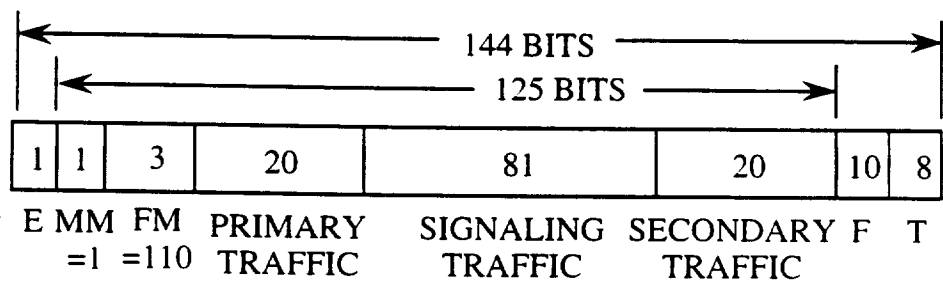 144 BITS
125 BITS
1 1 3 20 81 20 10 8
E MM FM PRIMARY SIGNALING SECONDARY F T
=1 =110 TRAFFIC TRAFFIC TRAFFIC